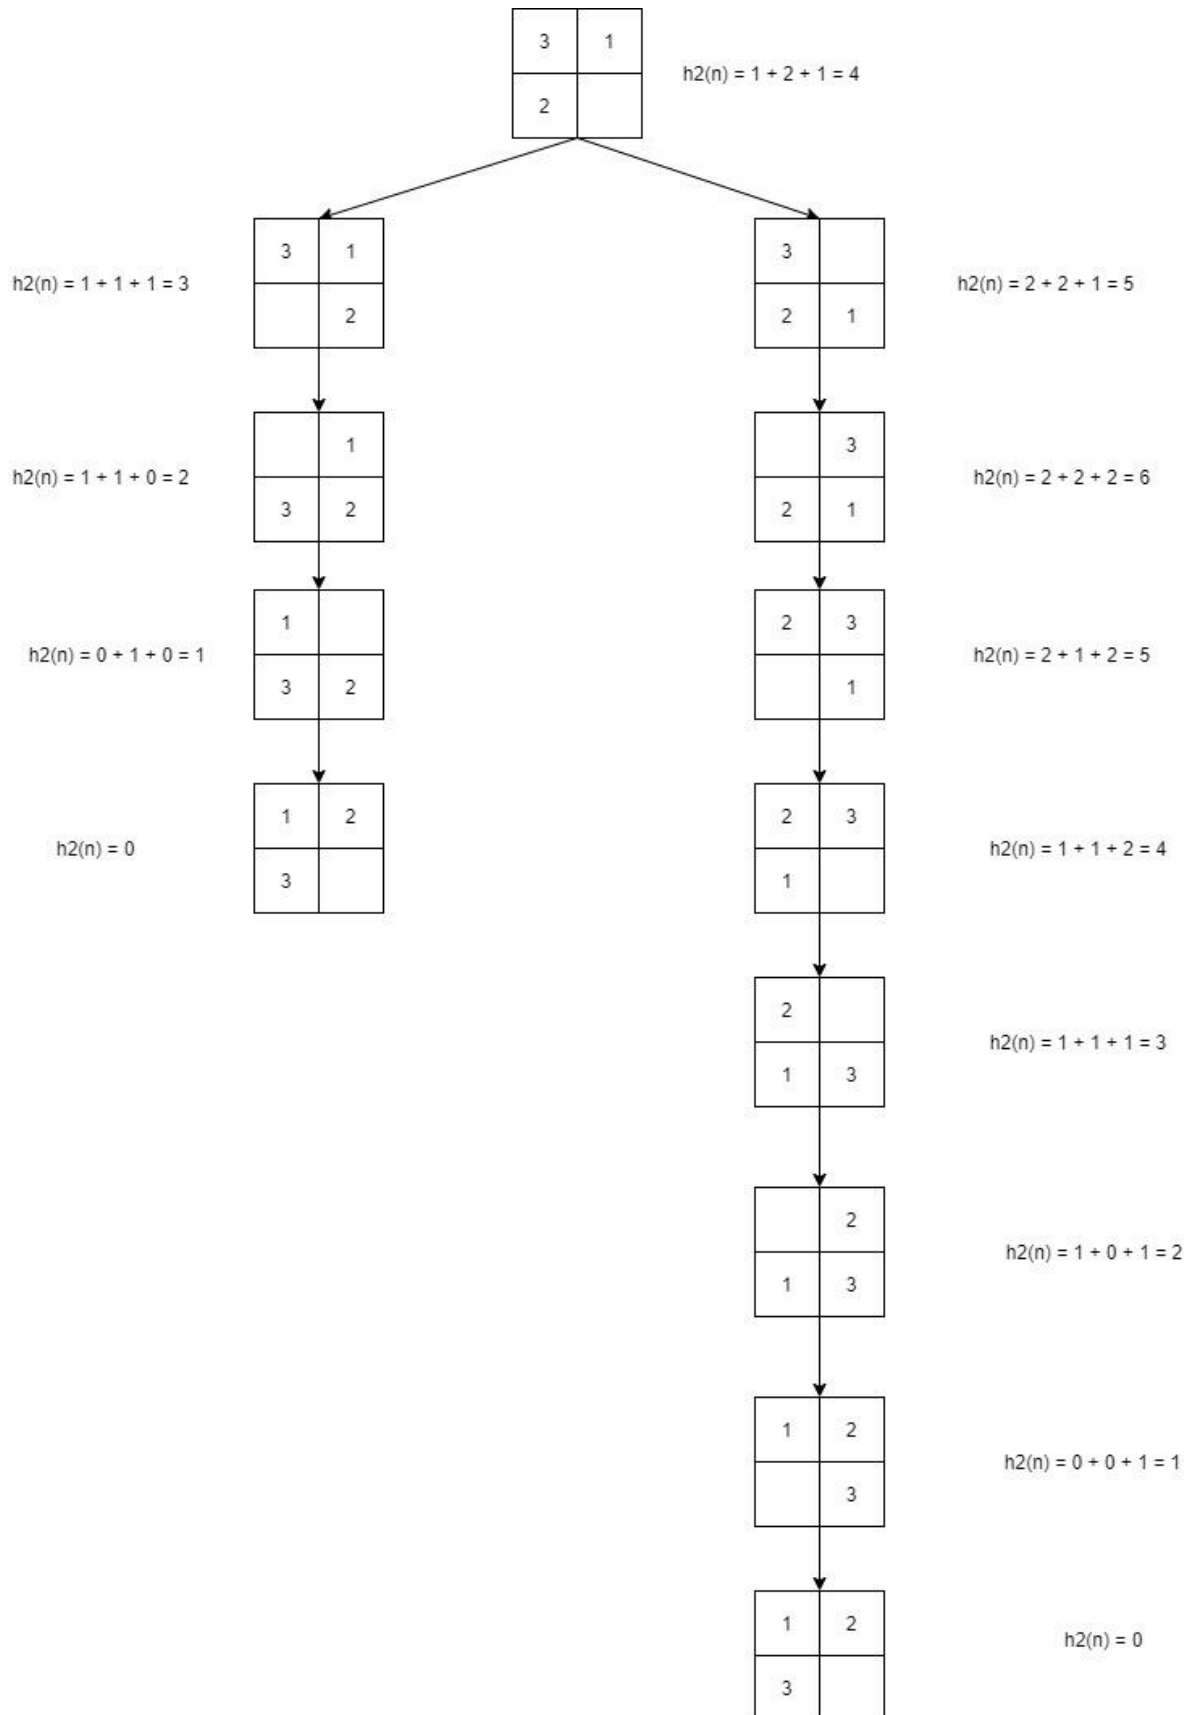 3 1
h2(n) = 1 + 2 + 1 = 4
2
3 1
h2(n) = 1 + 1 + 1 = 3
2
1
h2(n) = 1 + 1 + 0 = 2
3 2
1
h2(n) = 0 + 1 + 0 = 1
3 2
1 2
h2(n) = 0
3
3
h2(n) = 2 + 2 + 1 = 5
2 1
3
h2(n) = 2 + 2 + 2 = 6
2 1
2 3
h2(n) = 2 + 1 + 2 = 5
1
2 3
h2(n) = 1 + 1 + 2 = 4
1
2
h2(n) = 1 + 1 + 1 = 3
1 3
2
h2(n) = 1 + 0 + 1 = 2
1 3
1 2
h2(n) = 0 + 0 + 1 = 1
3
1 2
h2(n) = 0
3